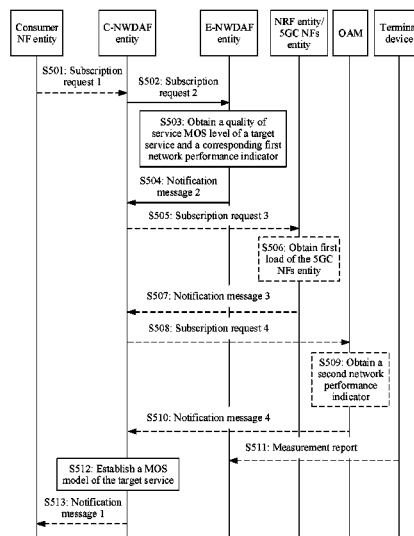 Consumer
NF entity
C-NWDAF
entity
E-NWDAF
entity
NRF entity/
5GC NFs
entity
OAM
Terminal
device
S501: Subscription
request 1
S502: Subscription
request 2
S503: Obtain a quality of
service MOS level of a target
service and a corresponding first
network performance indicator
S504: Notification
message 2
S505: Subscription request 3
S506: Obtain first
load of the 5GC
NFs entity
S507: Notification message 3
S508: Subscription request 4
S509: Obtain a
second network
performance
indicator
S510: Notification message 4
S511: Measurement report
S512: Establish a MOS
model of the target service
S513: Notification
message 1